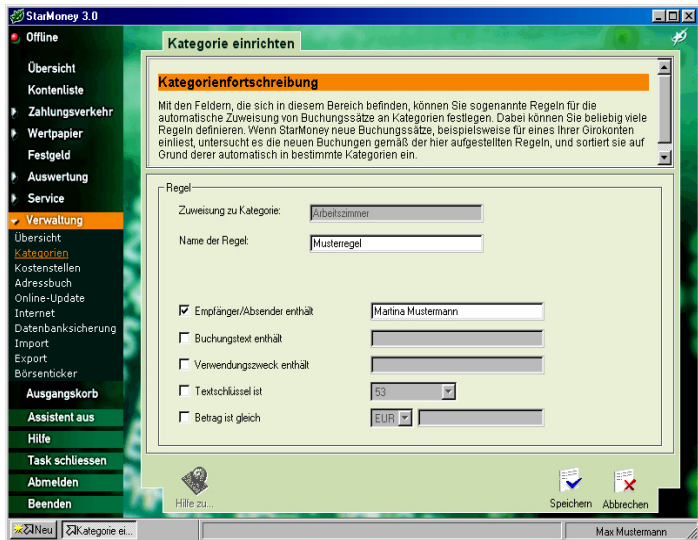 StarMoney 3.0
Offline
Übersicht
Kontenliste
Zahlungsverkehr
Wertpapier
Festgeld
Auswertung
Service
Verwaltung
Übersicht
Kategorien
Kostenstellen
Adressbuch
Online-Update
Internet
Datenbanksicherung
Import
Export
Börsenticker
Ausgangskorb
Assistent aus
Hilfe
Task schliessen
Abmelden
Beenden
Kategorie einrichten
Kategorienfortschreibung
Mit den Feldern, die sich in diesem Bereich befinden, können Sie sogenannte Regeln für die
automatische Zuweisung von Buchungssätze an Kategorien festlegen. Dabei können Sie beliebig viele
Regeln definieren. Wenn StarMoney neue Buchungssätze, beispielsweise für eines Ihrer Girokonten
einliest, untersucht es die neuen Buchungen gemäß der hier aufgestellten Regeln, und sortiert sie auf
Grund derer automatisch in bestimmte Kategorien ein.
Regel
Zuweisung zu Kategorie: Arbeitszimmer
Name der Regel: Musterregel
Empfänger/Absender enthält Martina Mustermann
Buchungstext enthält
Verwendungszweck enthält
Textschlüssel ist 53
Betrag ist gleich EUR
Hilfe zu...
Speichern Abbrechen
Neu Kategorie ei... Max Mustermann